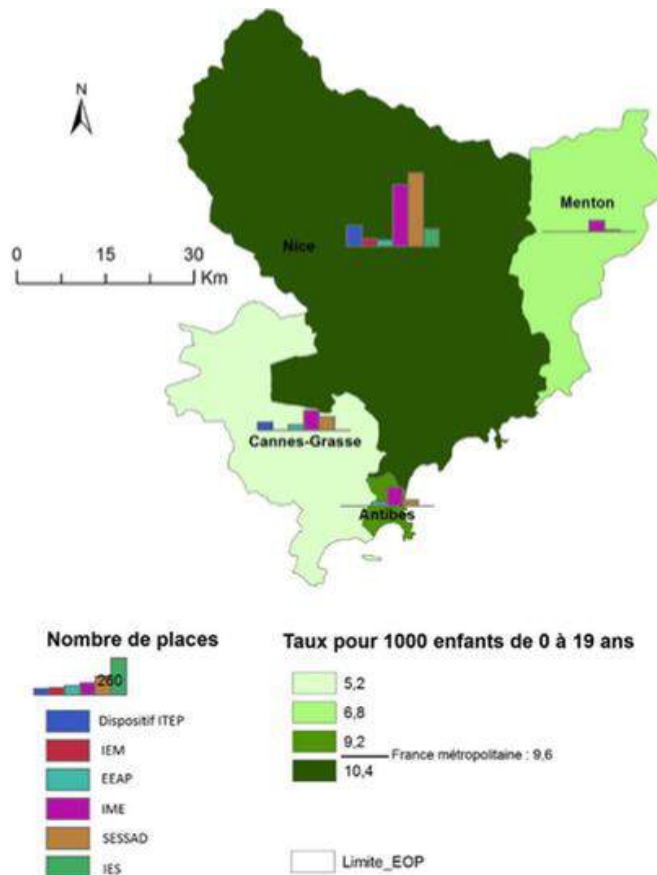 N
0 15 30
Km
Nice
Menton
Cannes-Grasse
Antibes
Nombre de places
260
Dispositif ITEP
IEM
EEAP
IME
SESSAD
IES
Taux pour 1000 enfants de 0 à 19 ans
5,2
6,8
9,2
France métropolitaine : 9,6
10,4
Limite_EOP